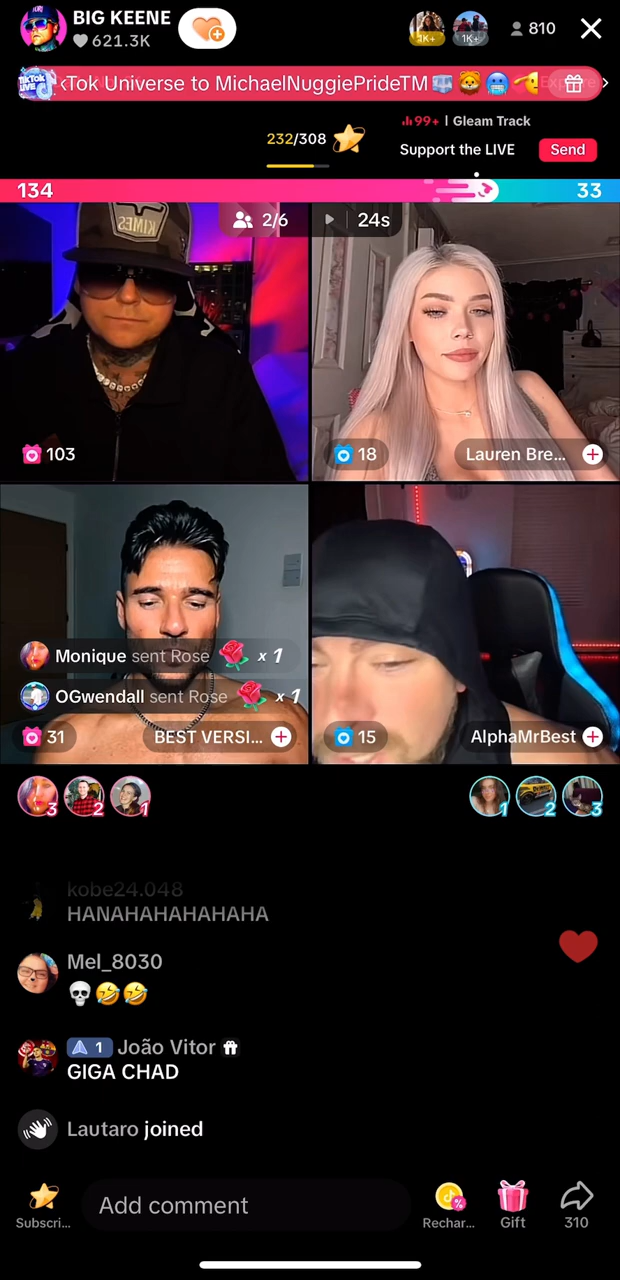 BIG KEENE
621.3K
1K+
1K+
810
Tok Universe to MichaelNuggiePrideTM
232/308
99+ | Gleam Track
Support the LIVE
Send
134
33
2/6
24s
KIMES
103
18
Lauren Bre...
Monique sent Rose x 1
OGwendall sent Rose x 1
31
BEST VERSI...
15
AlphaMrBest
3
2
1
1
2
3
kobe24.048
HANAHAHAHAHAHA
Mel_8030
💀🤣🤣
1 João Vitor
GIGA CHAD
Lautaro joined
Add comment
Subscri...
Rechar...
Gift
310